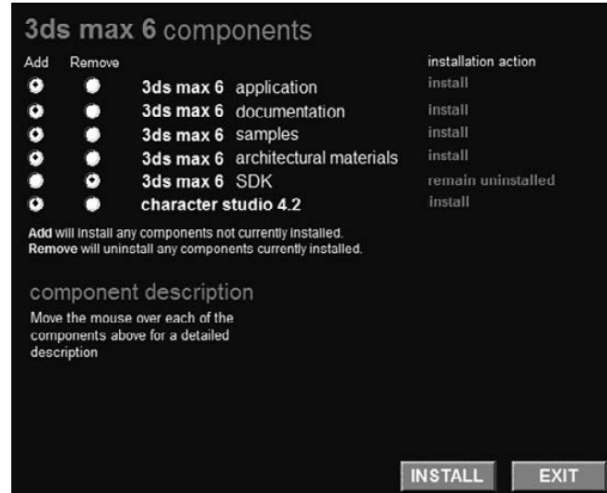 3ds max 6 components
Add Remove installation action
3ds max 6 application install
3ds max 6 documentation install
3ds max 6 samples install
3ds max 6 architectural materials install
3ds max 6 SDK remain uninstalled
character studio 4.2 install
Add will install any components not currently installed.
Remove will uninstall any components currently installed.
component description
Move the mouse over each of the
components above for a detailed
description
INSTALL EXIT